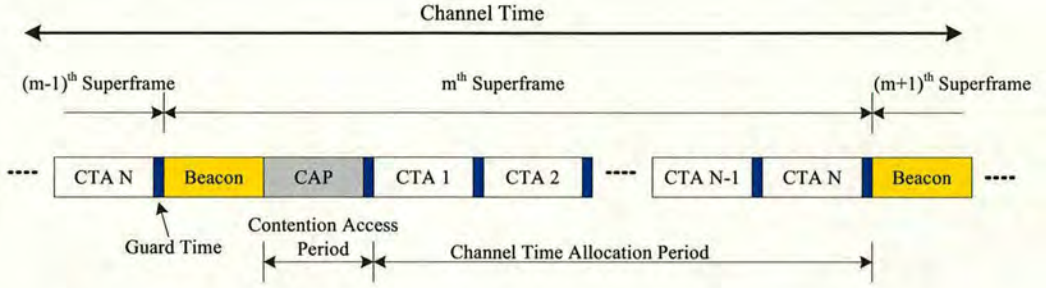 Channel Time
(m-1)th Superframe
mth Superframe
(m+1)th Superframe
CTA N
Beacon
CAP
CTA 1
CTA 2
CTA N-1
CTA N
Beacon
Guard Time
Contention Access
Period
Channel Time Allocation Period